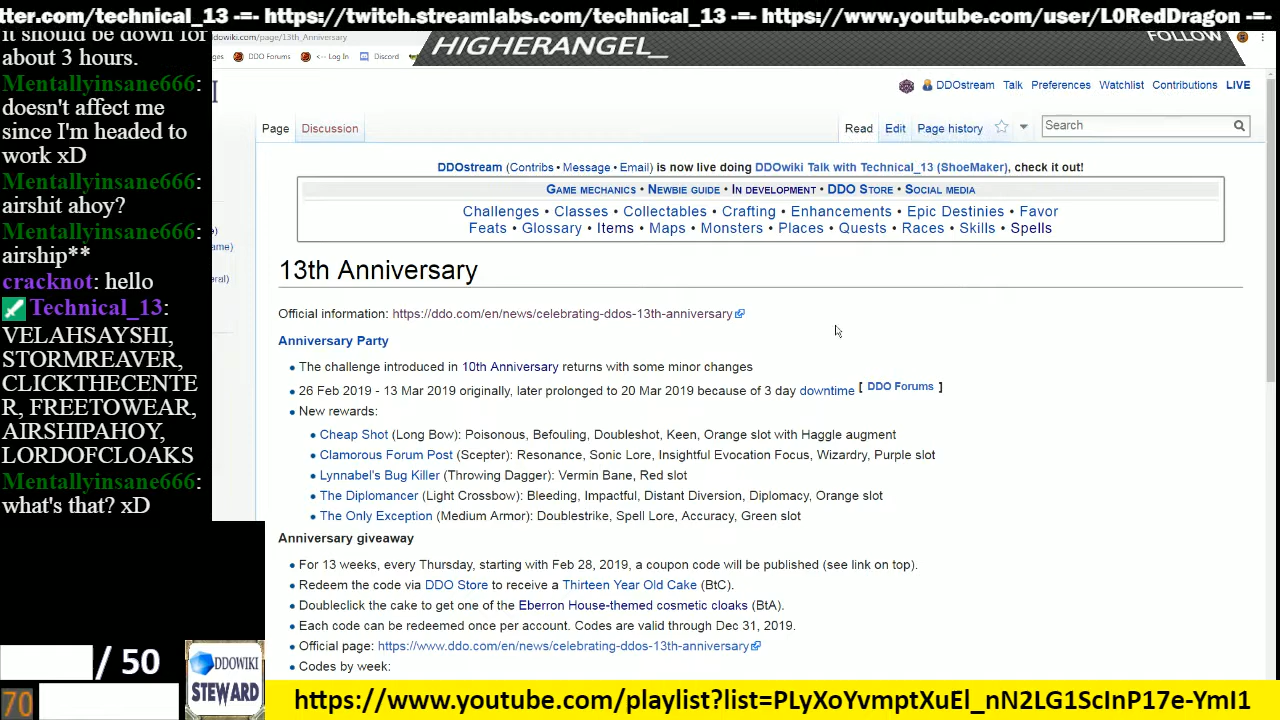 tter.com/technical_13 -=- https://twitch.streamlabs.com/technical_13 -=- https://www.youtube.com/user/L0RedDragon -=-
it should be down for
about 3 hours.
Mentallyinsane666:
doesn't affect me
since I'm headed to
work xD
Mentallyinsane666:
airshit ahoy?
Mentallyinsane666:
airship**
cracknot: hello
Technical_13:
VELAHSAYSHI,
STORMREAVER,
CLICKTHECENTE
R, FREETOWEAR,
AIRSHIPAHOY,
LORDOFCLOAKS
Mentallyinsane666:
what's that? xD
dowiki.com/page/13th_Anniversary
HIGHERANGEL_
FOLLOW
ges DDO Forums <-- Log In Discord
DDOstream Talk Preferences Watchlist Contributions LIVE
Page Discussion Read Edit Page history Search
DDOstream (Contribs • Message • Email) is now live doing DDOwiki Talk with Technical_13 (ShoeMaker), check it out!
GAME MECHANICS • NEWBIE GUIDE • IN DEVELOPMENT • DDO STORE • SOCIAL MEDIA
Challenges • Classes • Collectables • Crafting • Enhancements • Epic Destinies • Favor
Feats • Glossary • Items • Maps • Monsters • Places • Quests • Races • Skills • Spells
)
ame)
eral)
13th Anniversary
Official information: https://ddo.com/en/news/celebrating-ddos-13th-anniversary
Anniversary Party
• The challenge introduced in 10th Anniversary returns with some minor changes
• 26 Feb 2019 - 13 Mar 2019 originally, later prolonged to 20 Mar 2019 because of 3 day downtime [ DDO Forums ]
• New rewards:
• Cheap Shot (Long Bow): Poisonous, Befouling, Doubleshot, Keen, Orange slot with Haggle augment
• Clamorous Forum Post (Scepter): Resonance, Sonic Lore, Insightful Evocation Focus, Wizardry, Purple slot
• Lynnabel's Bug Killer (Throwing Dagger): Vermin Bane, Red slot
• The Diplomancer (Light Crossbow): Bleeding, Impactful, Distant Diversion, Diplomacy, Orange slot
• The Only Exception (Medium Armor): Doublestrike, Spell Lore, Accuracy, Green slot
Anniversary giveaway
• For 13 weeks, every Thursday, starting with Feb 28, 2019, a coupon code will be published (see link on top).
• Redeem the code via DDO Store to receive a Thirteen Year Old Cake (BtC).
• Doubleclick the cake to get one of the Eberron House-themed cosmetic cloaks (BtA).
• Each code can be redeemed once per account. Codes are valid through Dec 31, 2019.
• Official page: https://www.ddo.com/en/news/celebrating-ddos-13th-anniversary
• Codes by week:
/ 50
70
DDOWIKI
STEWARD
https://www.youtube.com/playlist?list=PLyXoYvmptXuEl_nN2LG1ScInP17e-YmI1